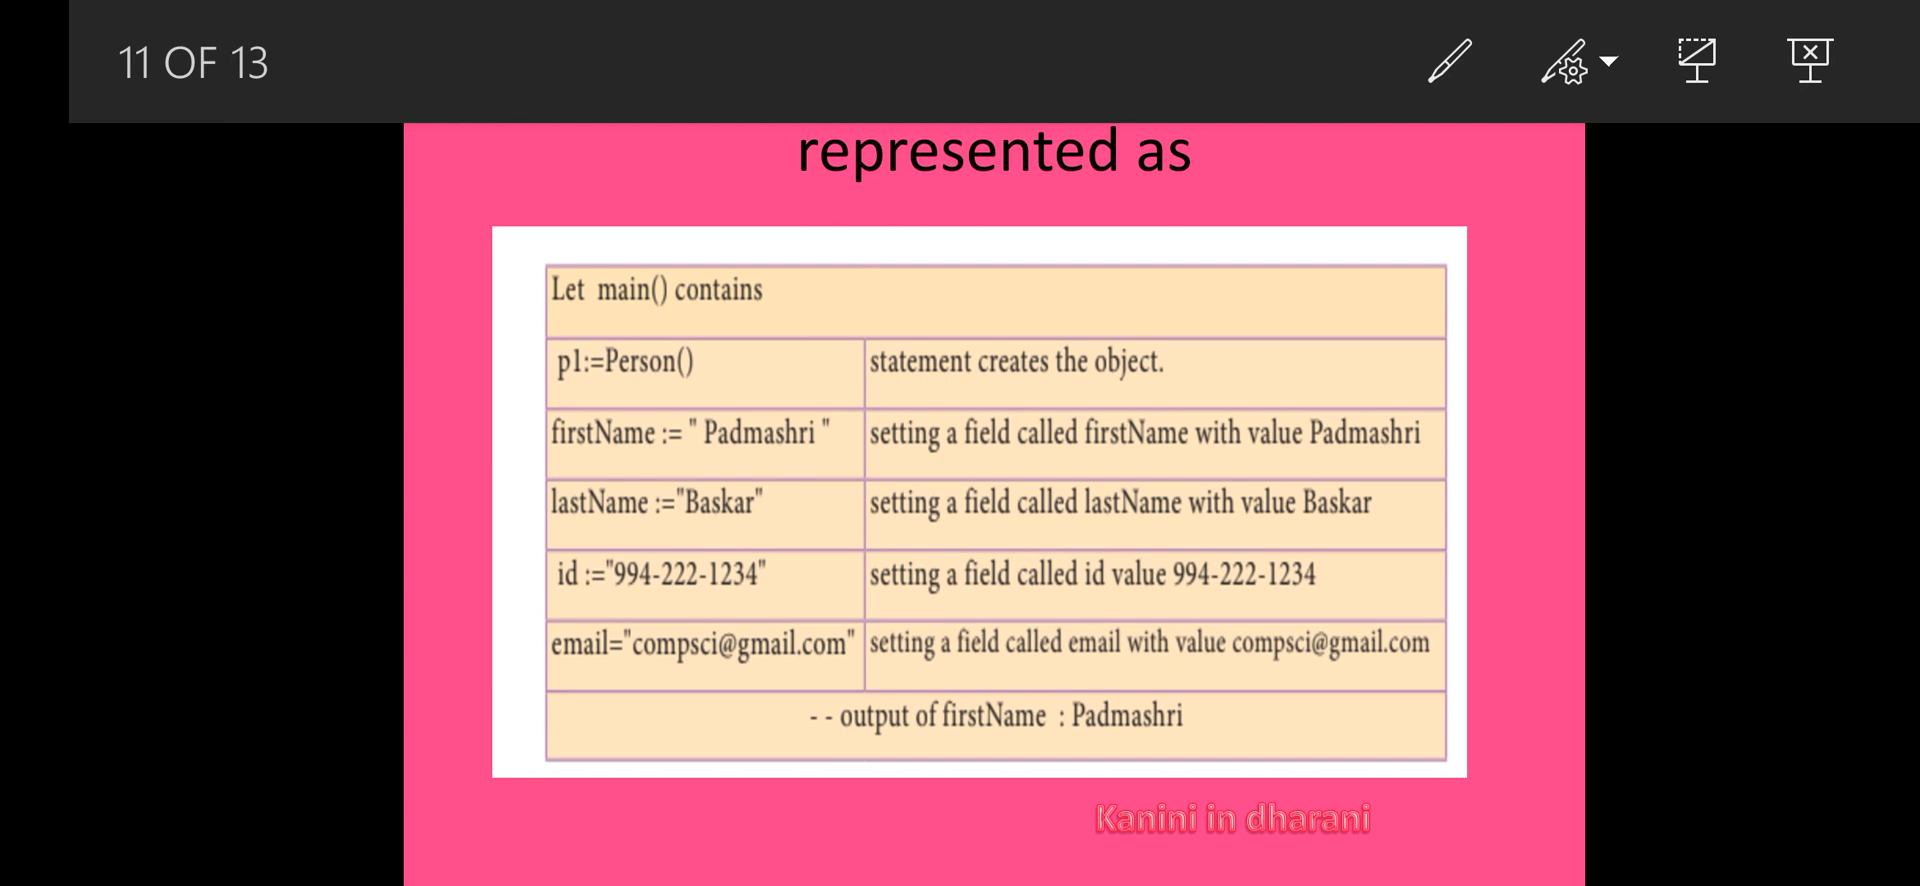 11 OF 13
represented as
Let main() contains
p1:=Person() statement creates the object.
firstName := " Padmashri " setting a field called firstName with value Padmashri
lastName :="Baskar" setting a field called lastName with value Baskar
id :="994-222-1234" setting a field called id value 994-222-1234
email="compsci@gmail.com" setting a field called email with value compsci@gmail.com
- - output of firstName : Padmashri
Kanini in dharani